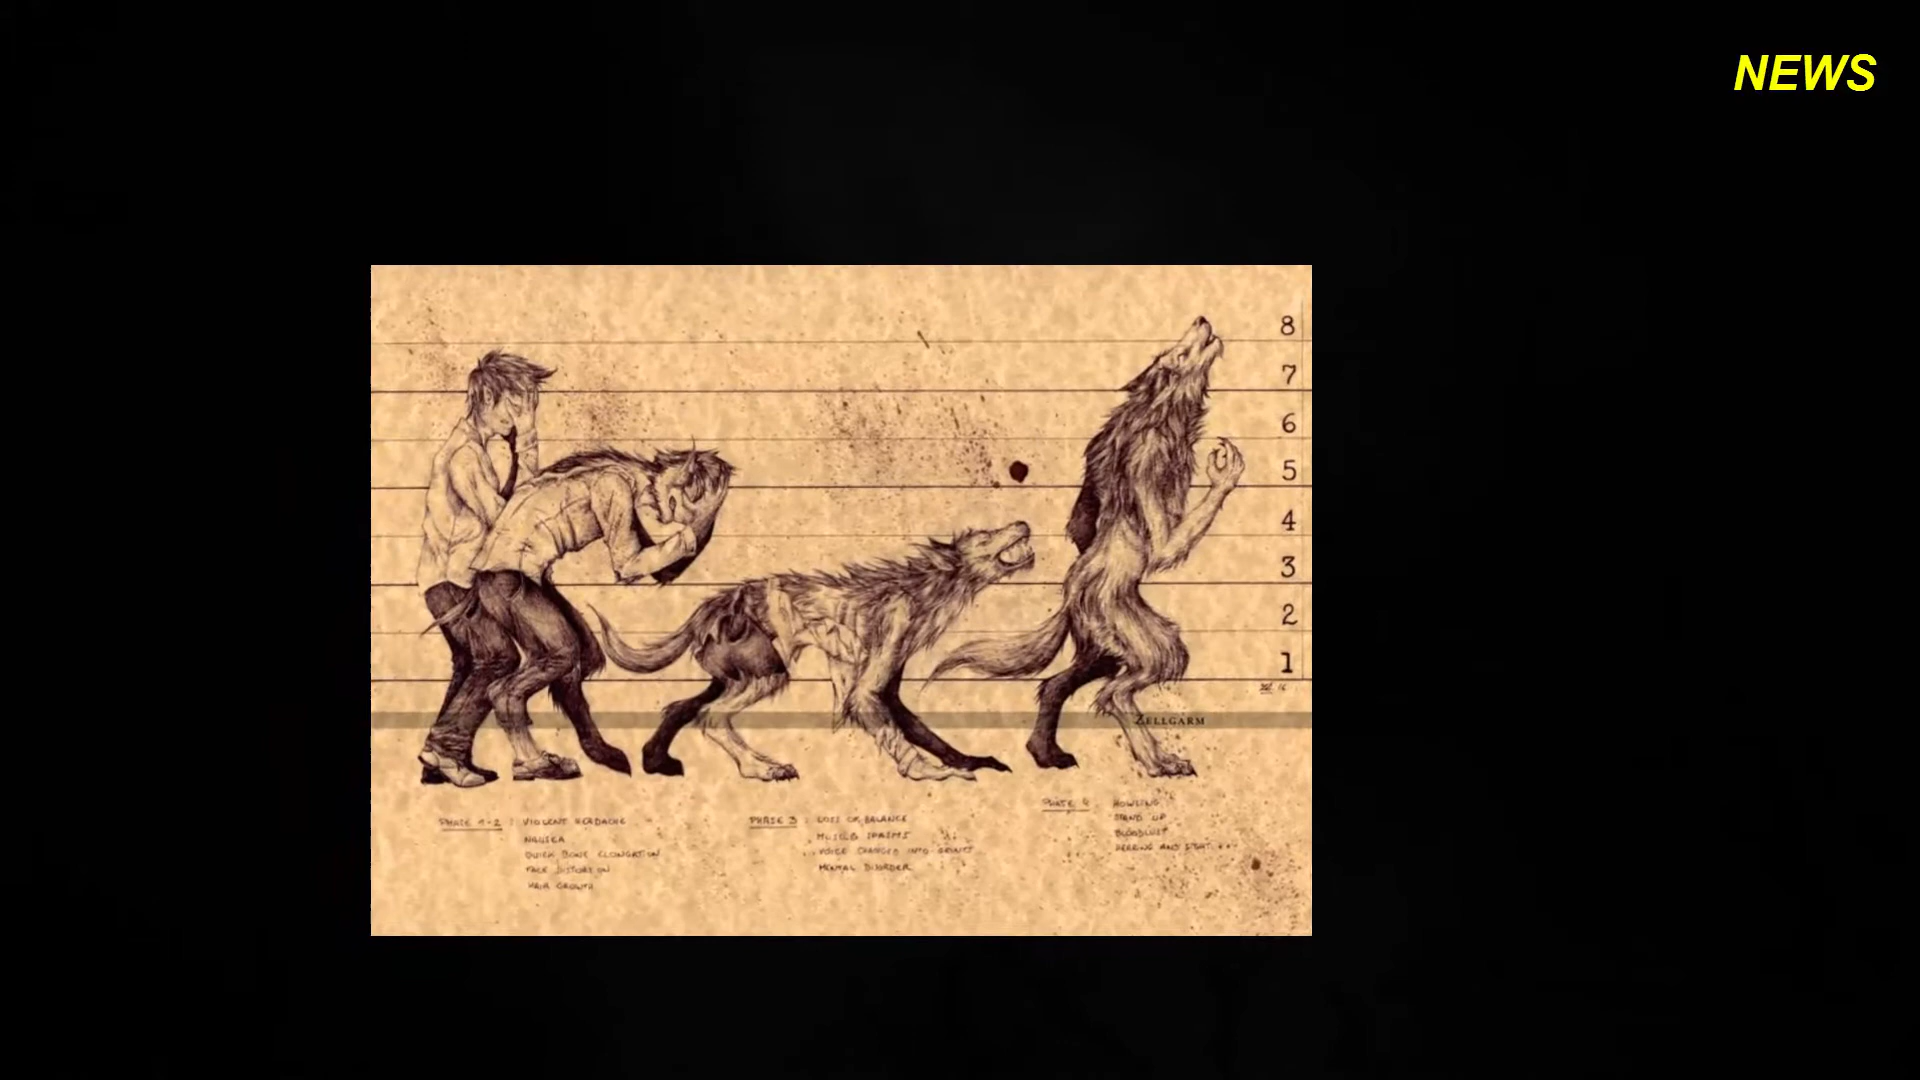 NEWS
8
7
6
5
4
3
2
1
ZELLGARM
PHASE 1-2 : VIOLENT HEADACHE
NAUSEA
QUICK BONE ELONGATION
FACE DISTORTION
HAIR GROWTH
PHASE 3 : LOSS OF BALANCE
MUSCLE SPASMS
VOICE CHANGED INTO GRUNTS
MENTAL DISORDER
PHASE 4 : HOWLING
STAND UP
BLOODLUST